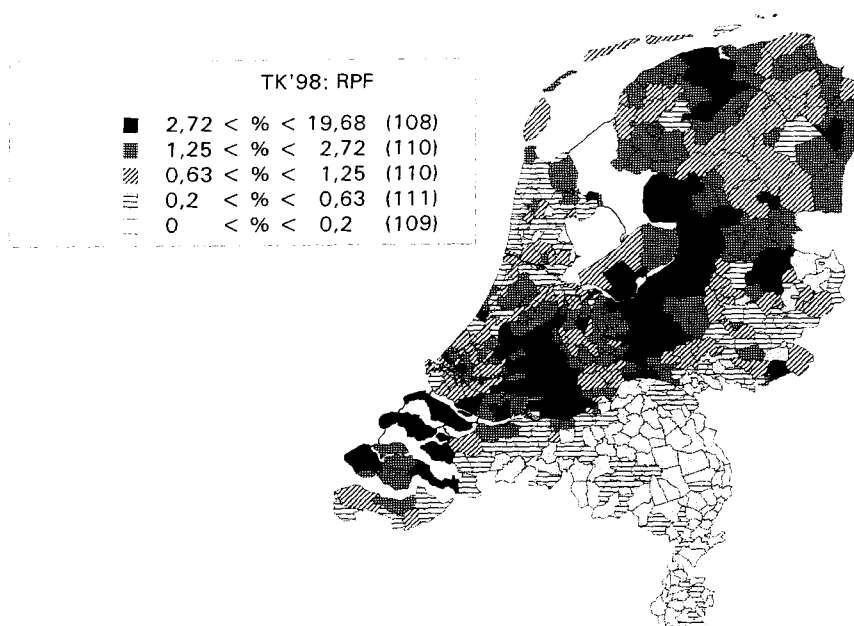 TK'98: RPF
2,72 < % < 19,68 (108)
1,25 < % < 2,72 (110)
0,63 < % < 1,25 (110)
0,2 < % < 0,63 (111)
0 < % < 0,2 (109)